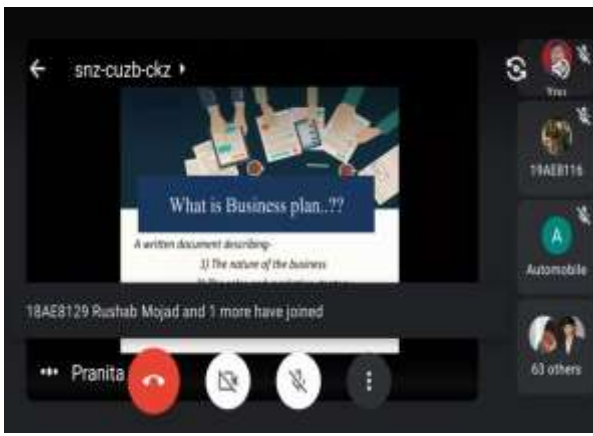 snz-cuzb-ckz
You
19AE8116
What is Business plan..??
A written document describing-
1) The nature of the business
Automobile
18AE8129 Rushab Mojad and 1 more have joined
Pranita
63 others
A